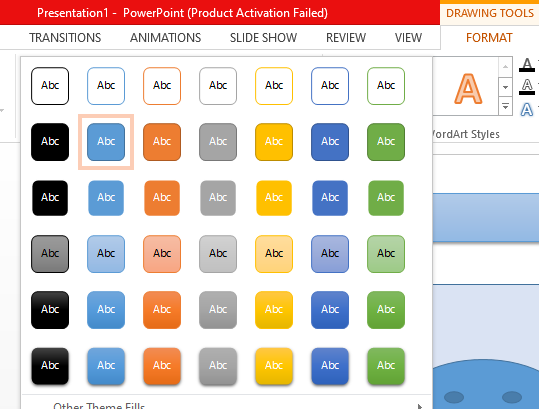 Presentation1 - PowerPoint (Product Activation Failed)
DRAWING TOOLS
TRANSITIONS ANIMATIONS SLIDE SHOW REVIEW VIEW FORMAT
Abc Abc Abc Abc Abc Abc Abc
A
A
Abc Abc Abc Abc Abc Abc Abc
WordArt Styles
Abc Abc Abc Abc Abc Abc Abc
Abc Abc Abc Abc Abc Abc Abc
Abc Abc Abc Abc Abc Abc Abc
Abc Abc Abc Abc Abc Abc Abc
Other Theme Fills